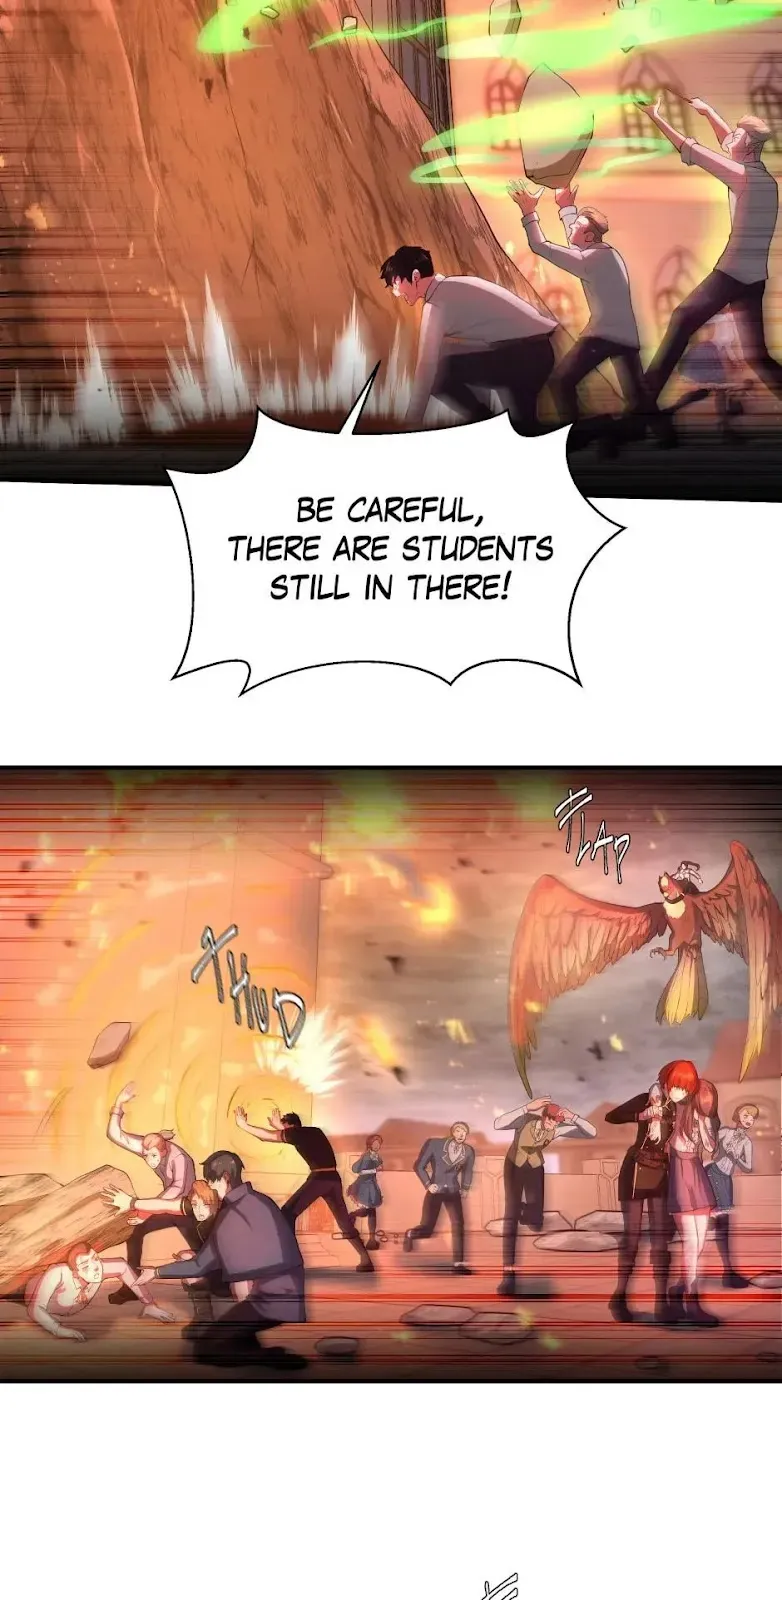 BE CAREFUL,
THERE ARE STUDENTS
STILL IN THERE!
FLAP
THUD